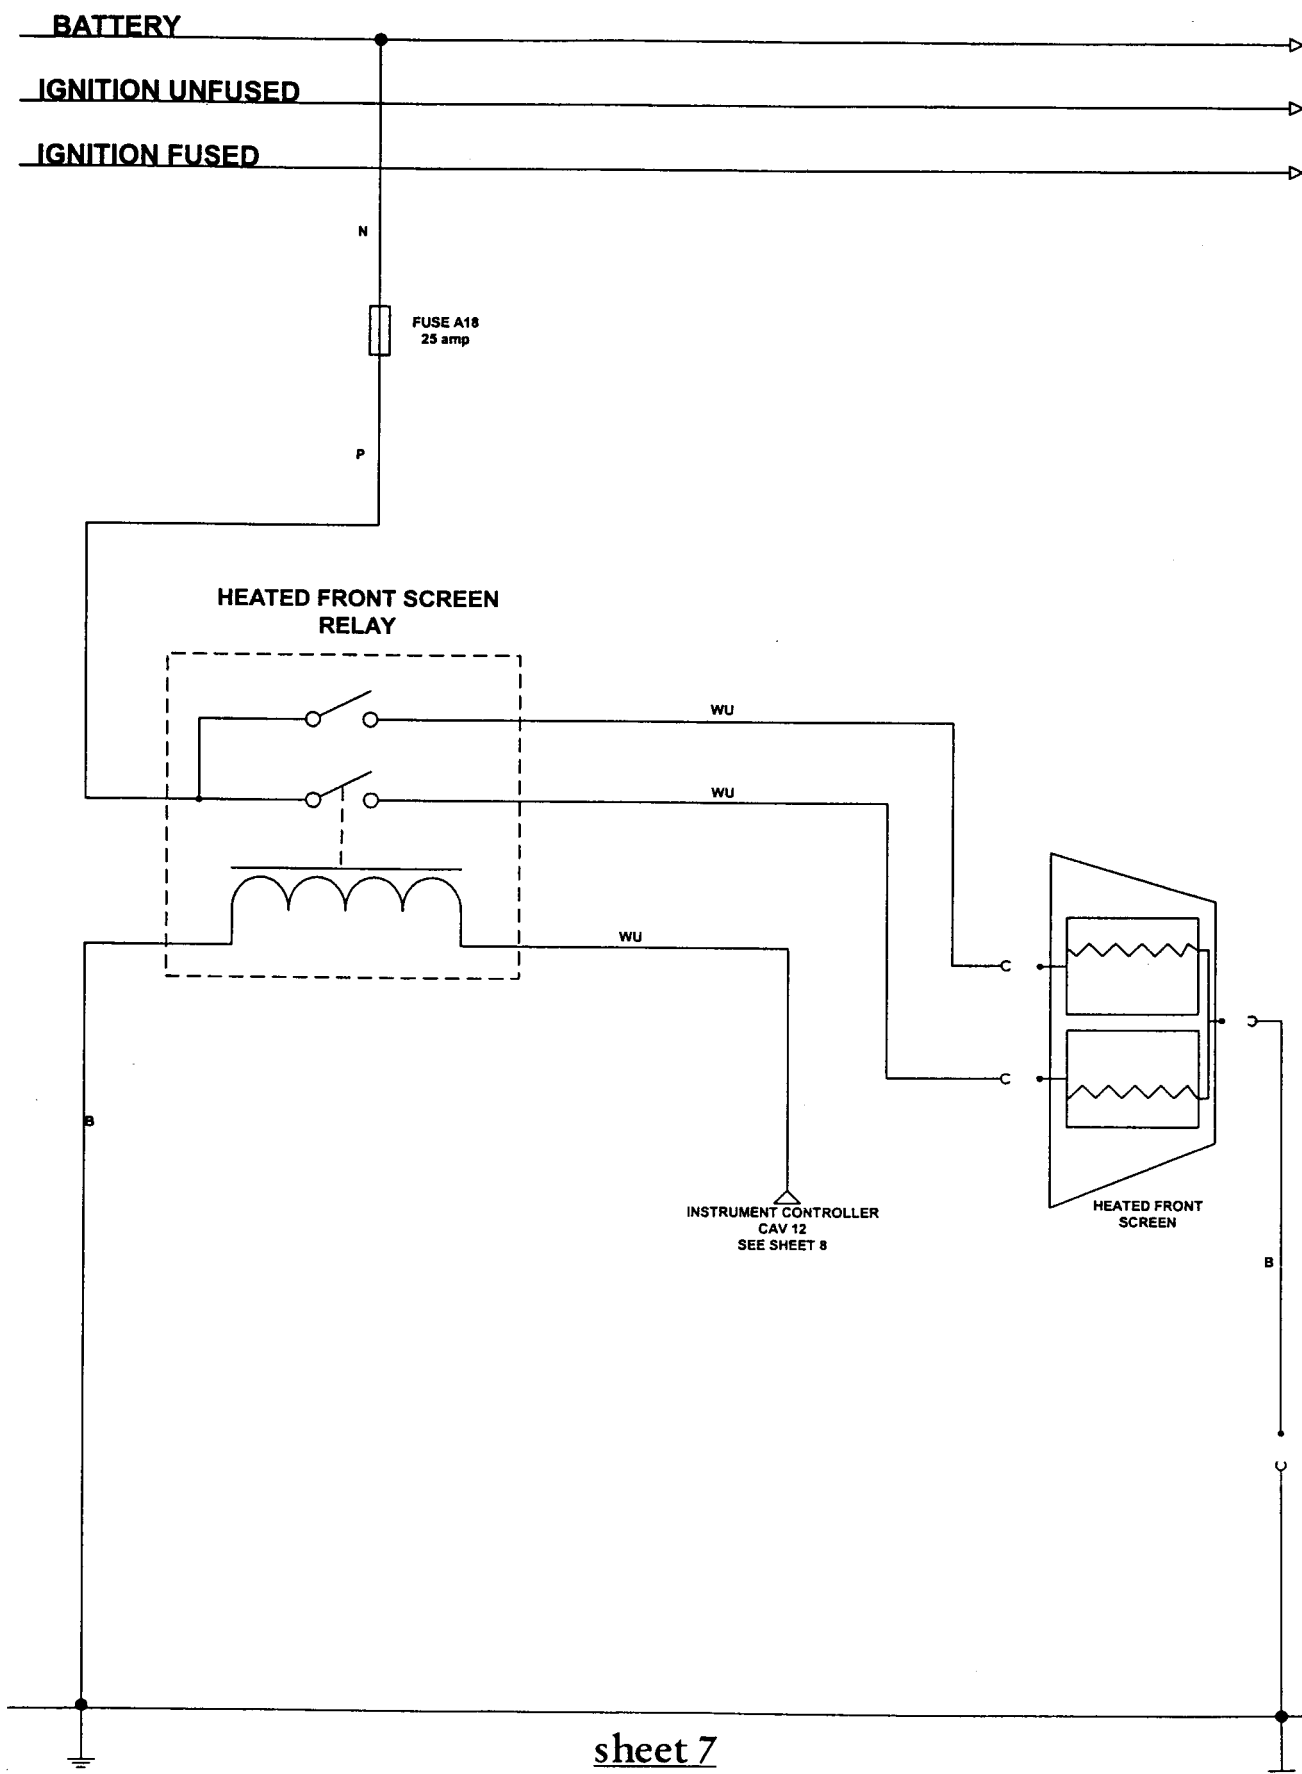 BATTERY
IGNITION UNFUSED
IGNITION FUSED
N
FUSE A18
25 amp
P
HEATED FRONT SCREEN
RELAY
WU
WU
WU
B
INSTRUMENT CONTROLLER
CAV 12
SEE SHEET 8
HEATED FRONT
SCREEN
B
sheet 7